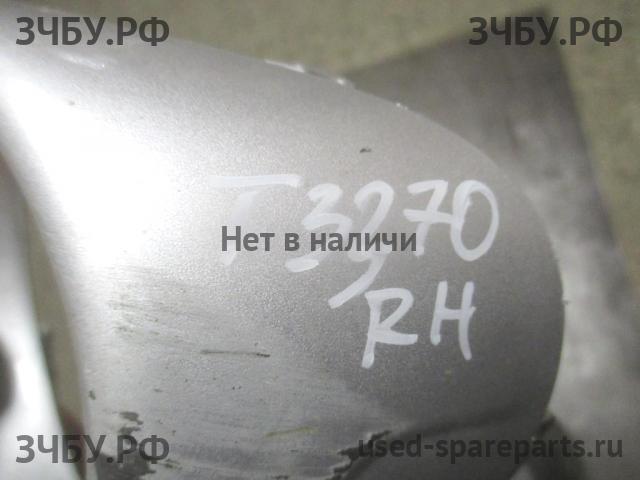 ЗЧБУ.РФ ЗЧБУ.РФ
T3270
Нет в наличи
RH
ЗЧБУ.РФ used-spareparts.ru